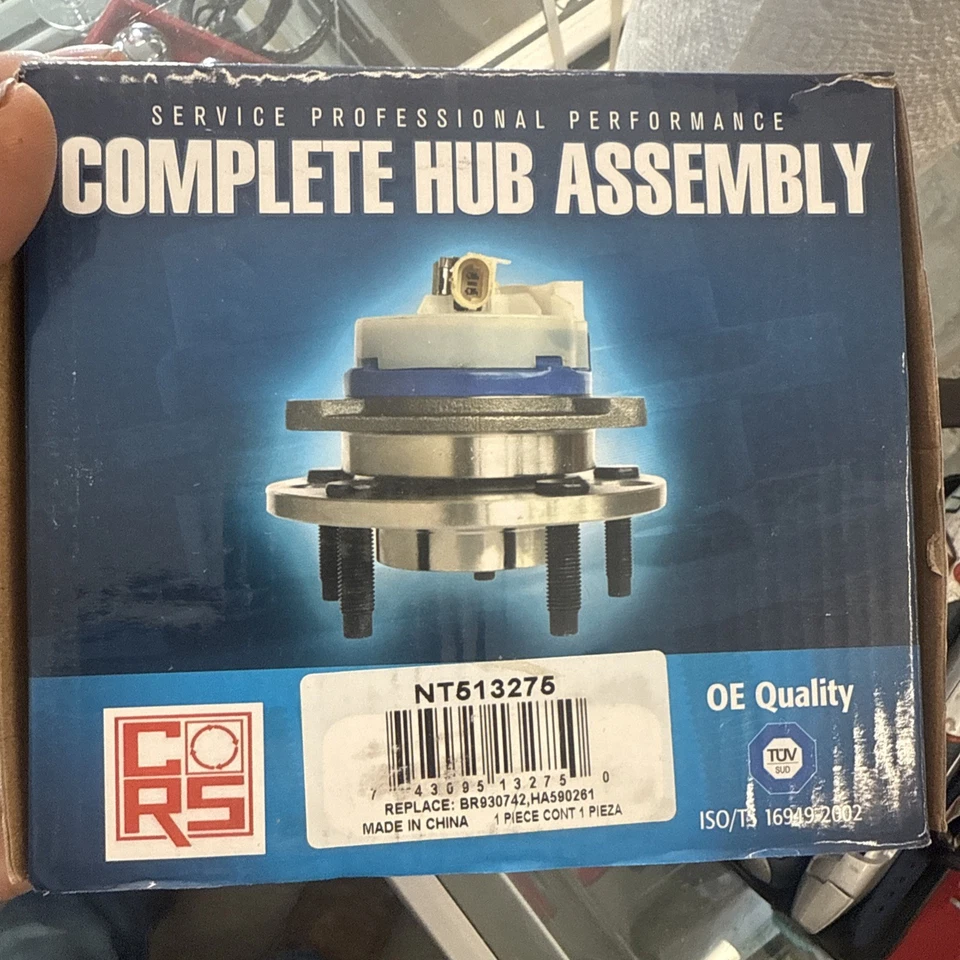 SERVICE PROFESSIONAL PERFORMANCE
COMPLETE HUB ASSEMBLY
NT513275
7 43095 13275 0
REPLACE: BR930742,HA590261
MADE IN CHINA 1 PIECE CONT 1 PIEZA
CORS
OE Quality
TÜV
SUD
ISO/TS 16949:2002